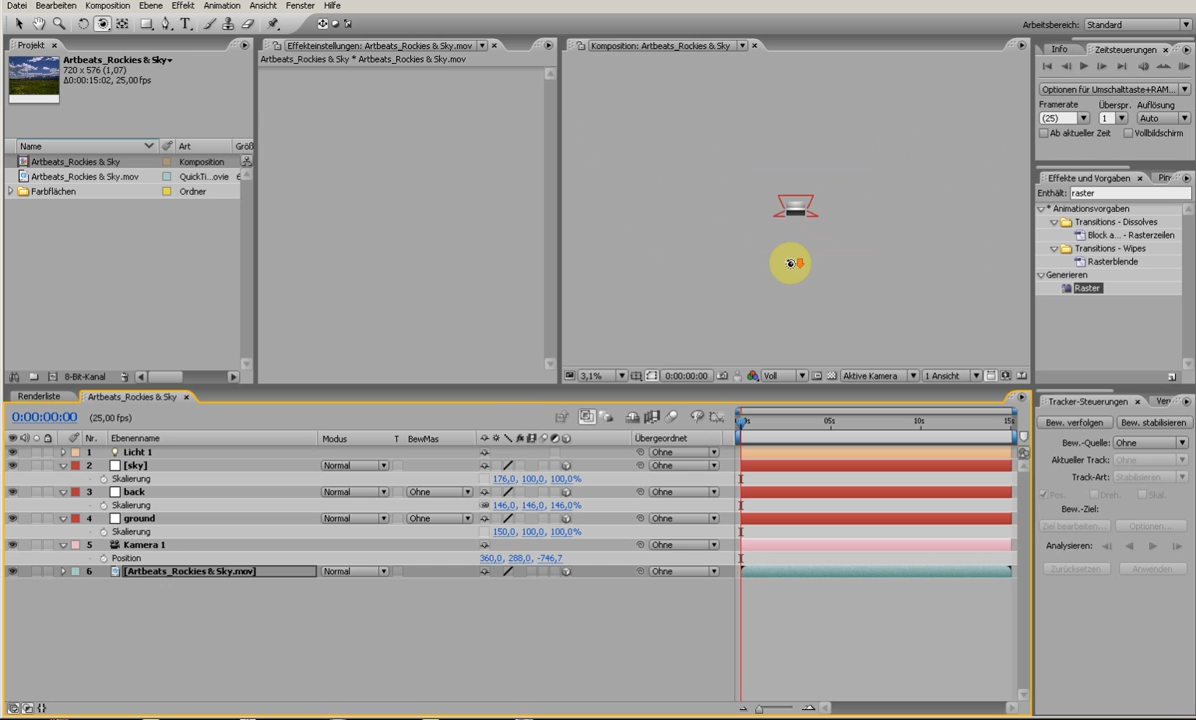 Datei Bearbeiten Komposition Ebene Effekt Animation Ansicht Fenster Hilfe
Arbeitsbereich: Standard
Projekt
Artbeats_Rockies & Sky
720 x 576 (1,07)
Δ0:00:15:02, 25,00 fps
Name Art Größ
Artbeats_Rockies & Sky Komposition
Artbeats_Rockies & Sky.mov QuickTi...ovie 6
Farbflächen Ordner
8-Bit-Kanal
Effekteinstellungen: Artbeats_Rockies & Sky.mov
Artbeats_Rockies & Sky * Artbeats_Rockies & Sky.mov
Komposition: Artbeats_Rockies & Sky
3,1% 0:00:00:00 Voll Aktive Kamera 1 Ansicht
Info Zeitsteuerungen
Optionen für Umschalttaste+RAM...
Framerate Überspr. Auflösung
(25) 1 Auto
Ab aktueller Zeit Vollbildschirm
Effekte und Vorgaben
Enthält: raster
* Animationsvorgaben
Transitions - Dissolves
Block a... - Rasterzeilen
Transitions - Wipes
Rasterblende
Generieren
Raster
Renderliste Artbeats_Rockies & Sky
0:00:00:00 (25,00 fps)
Nr. Ebenenname Modus T BewMas Übergeordnet
05s 10s 15s
1 Licht 1 Ohne
2 [sky] Normal Ohne
Skalierung 176,0, 100,0, 100,0%
3 back Normal Ohne Ohne
Skalierung 146,0, 146,0, 146,0%
4 ground Normal Ohne Ohne
Skalierung 150,0, 100,0, 100,0%
5 Kamera 1 Ohne
Position 360,0, 288,0, -746,7
6 [Artbeats_Rockies & Sky.mov] Normal Ohne
Tracker-Steuerungen
Bew. verfolgen Bew. stabilisieren
Bew.-Quelle: Ohne
Aktueller Track: Ohne
Track-Art: Stabilisieren
Pos. Dreh. Skal.
Bew.-Ziel:
Ziel bearbeiten... Optionen...
Analysieren:
Zurücksetzen Anwenden